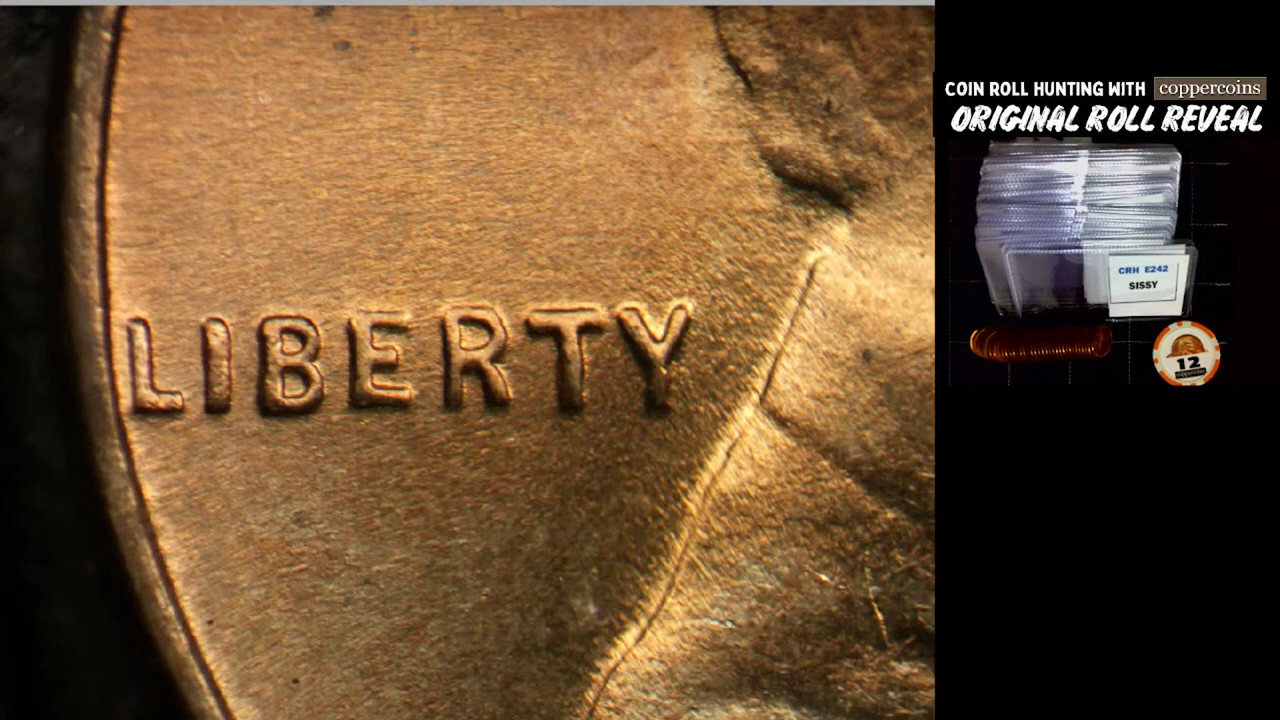 LIBERTY
COIN ROLL HUNTING WITH coppercoins
ORIGINAL ROLL REVEAL
CRH E242
SISSY
12